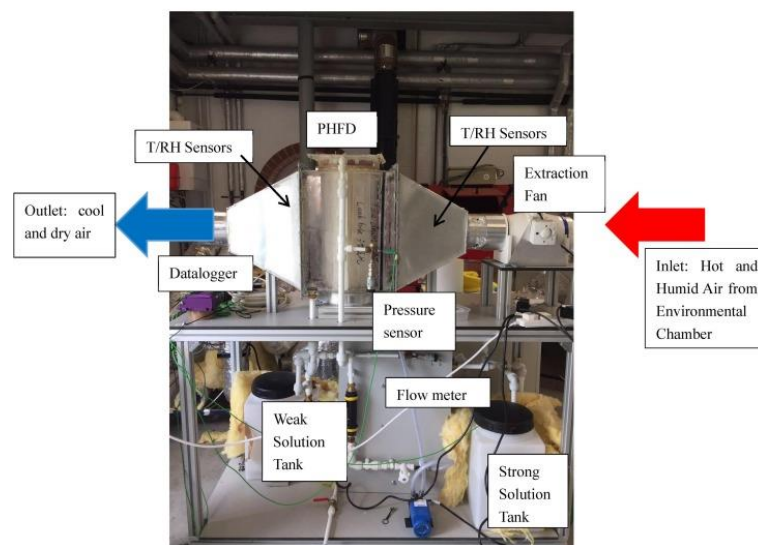 PHFD
T/RH Sensors
T/RH Sensors
Extraction
Fan
Outlet: cool
and dry air
Datalogger
Inlet: Hot and
Humid Air from
Environmental
Chamber
Pressure
sensor
Flow meter
Weak
Solution
Tank
Strong
Solution
Tank